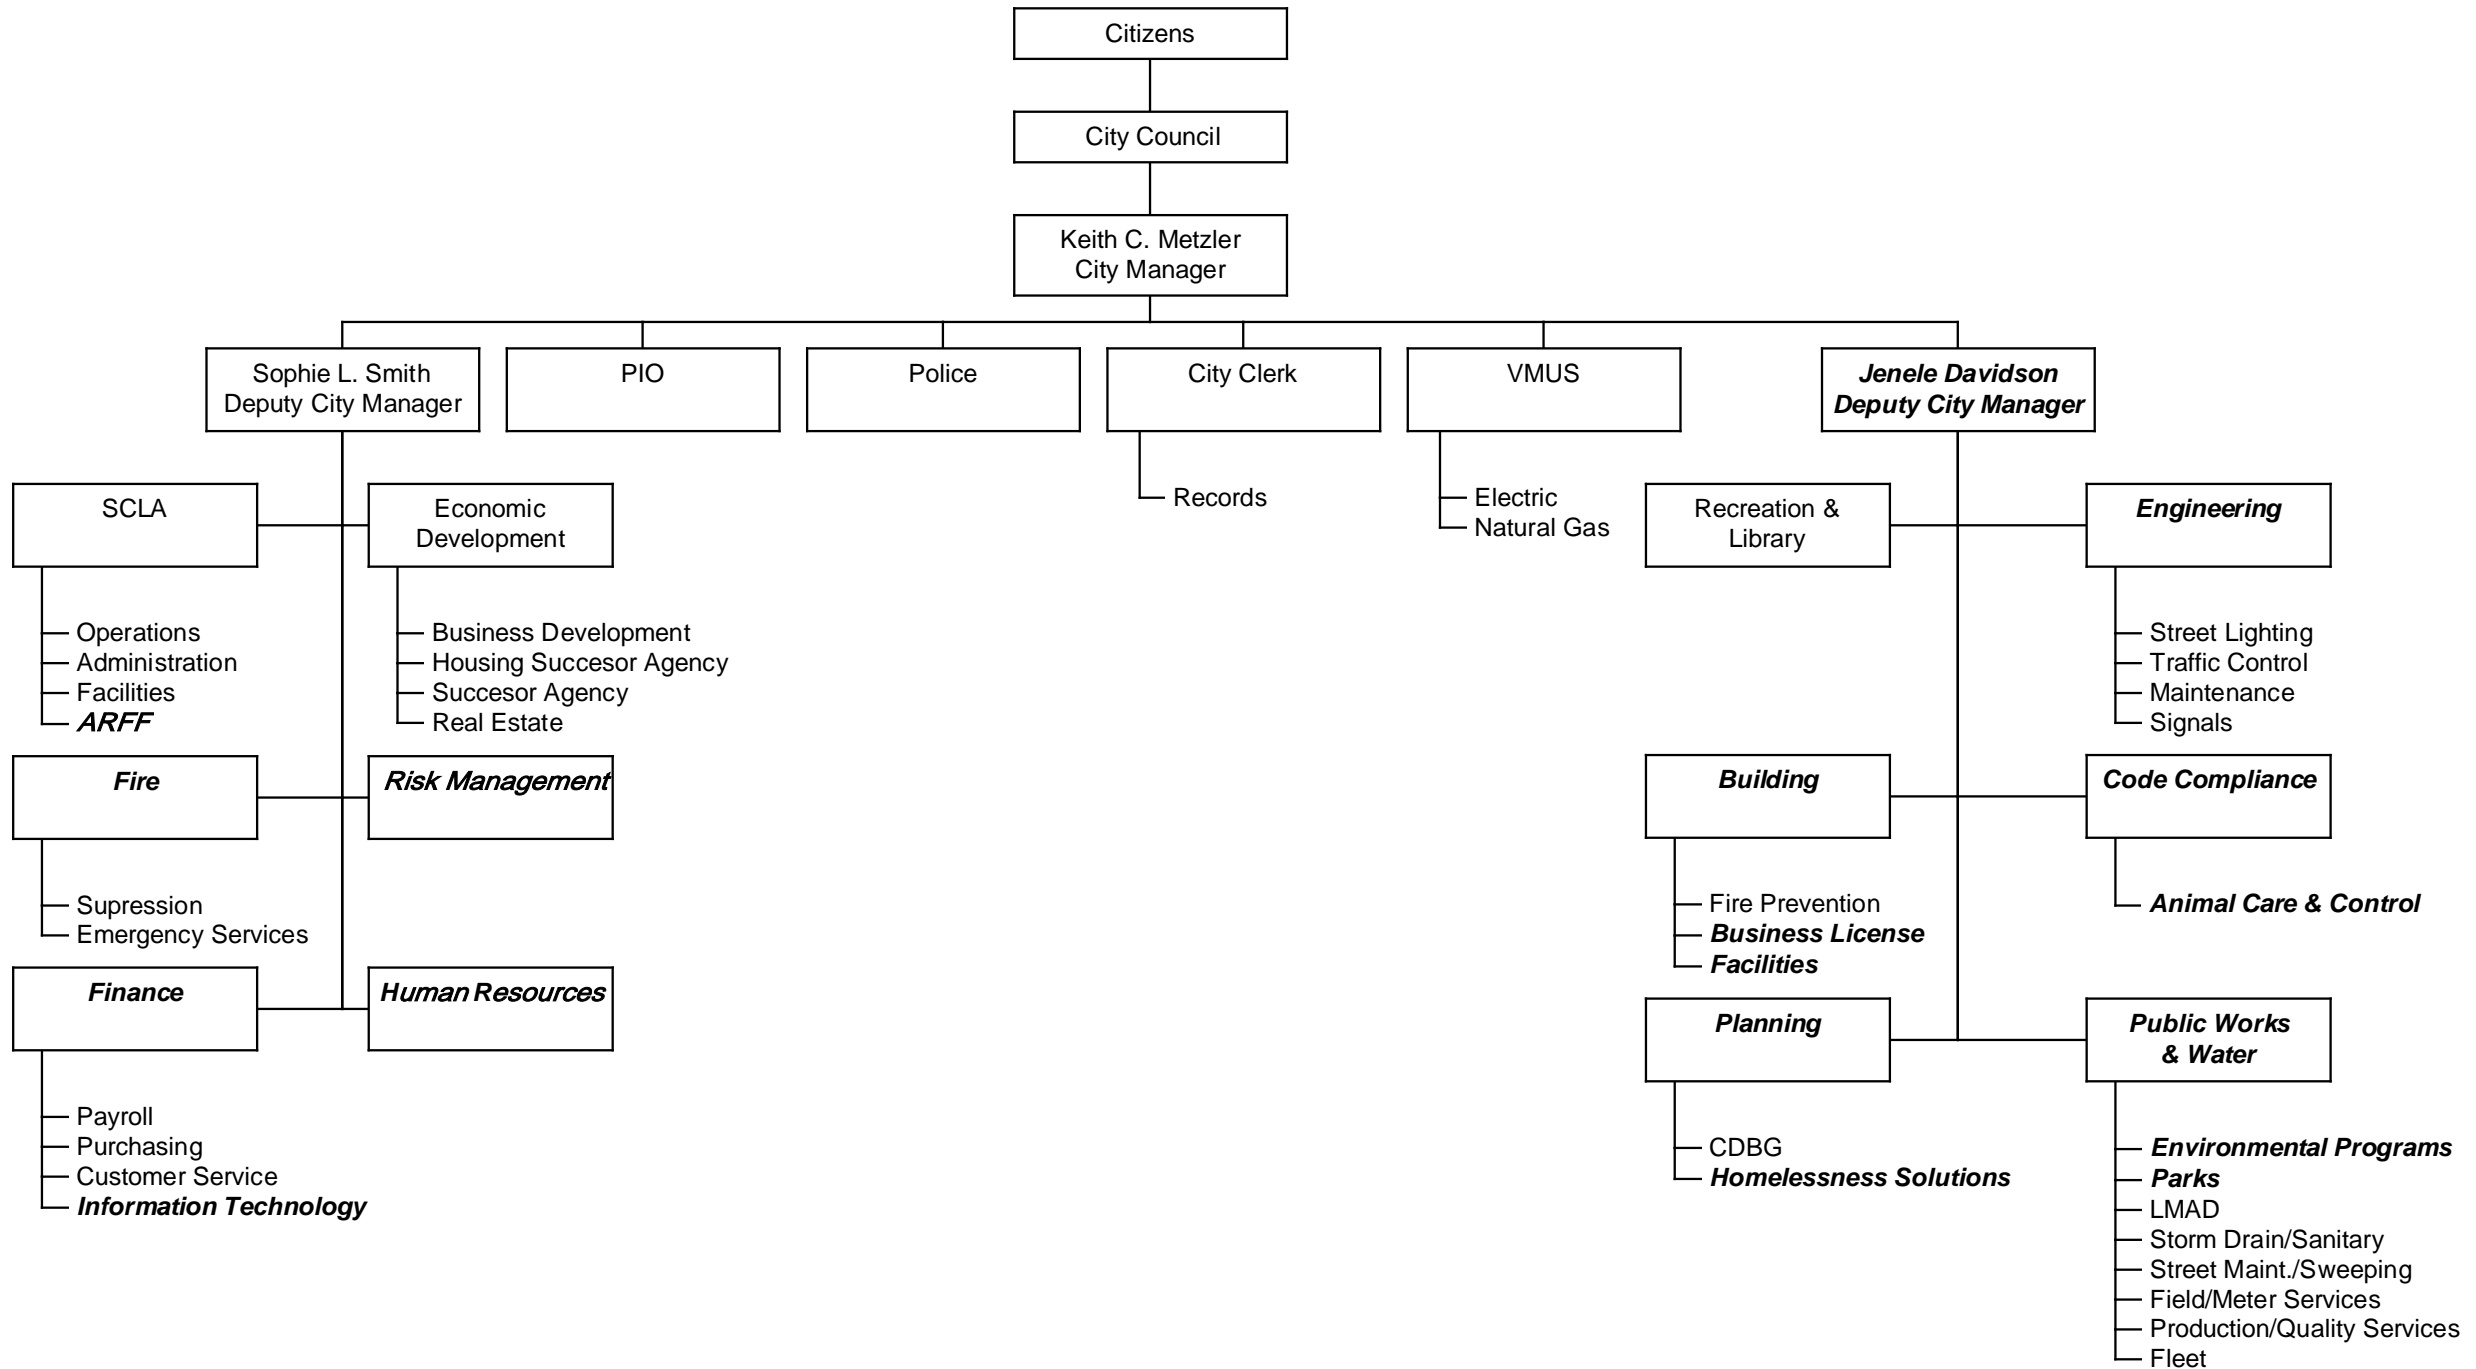 Citizens
City Council
Keith C. Metzler
City Manager
Sophie L. Smith
Deputy City Manager
PIO
Police
City Clerk
VMUS
Jenele Davidson
Deputy City Manager
Records
Electric
Natural Gas
SCLA
Economic
Development
Recreation &
Library
Engineering
Operations
Administration
Facilities
ARFF
Business Development
Housing Succesor Agency
Succesor Agency
Real Estate
Street Lighting
Traffic Control
Maintenance
Signals
Fire
Risk Management
Building
Code Compliance
Supression
Emergency Services
Fire Prevention
Business License
Facilities
Animal Care & Control
Finance
Human Resources
Planning
Public Works
& Water
Payroll
Purchasing
Customer Service
Information Technology
CDBG
Homelessness Solutions
Environmental Programs
Parks
LMAD
Storm Drain/Sanitary
Street Maint./Sweeping
Field/Meter Services
Production/Quality Services
Fleet